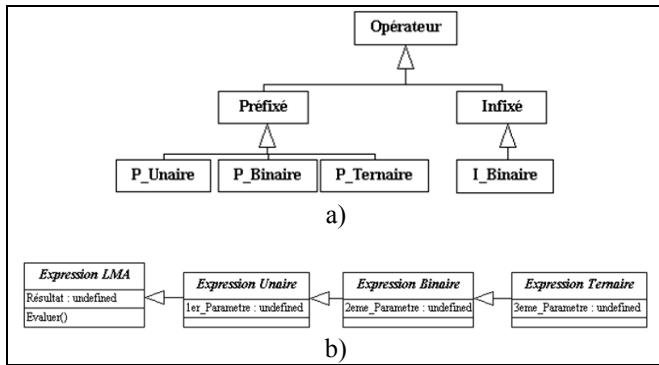 Opérateur
Préfixé Infixé
P_Unaire P_Binaire P_Ternaire I_Binaire
a)
Expression LMA
Résultat : undefined
Evaluer()
Expression Unaire
1er_Parametre : undefined
Expression Binaire
2eme_Parametre : undefined
Expression Ternaire
3eme_Parametre : undefined
b)